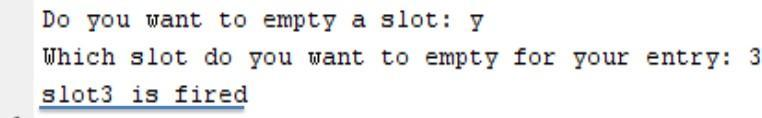 Do you want to empty a slot: y
Which slot do you want to empty for your entry: 3
slot3 is fired